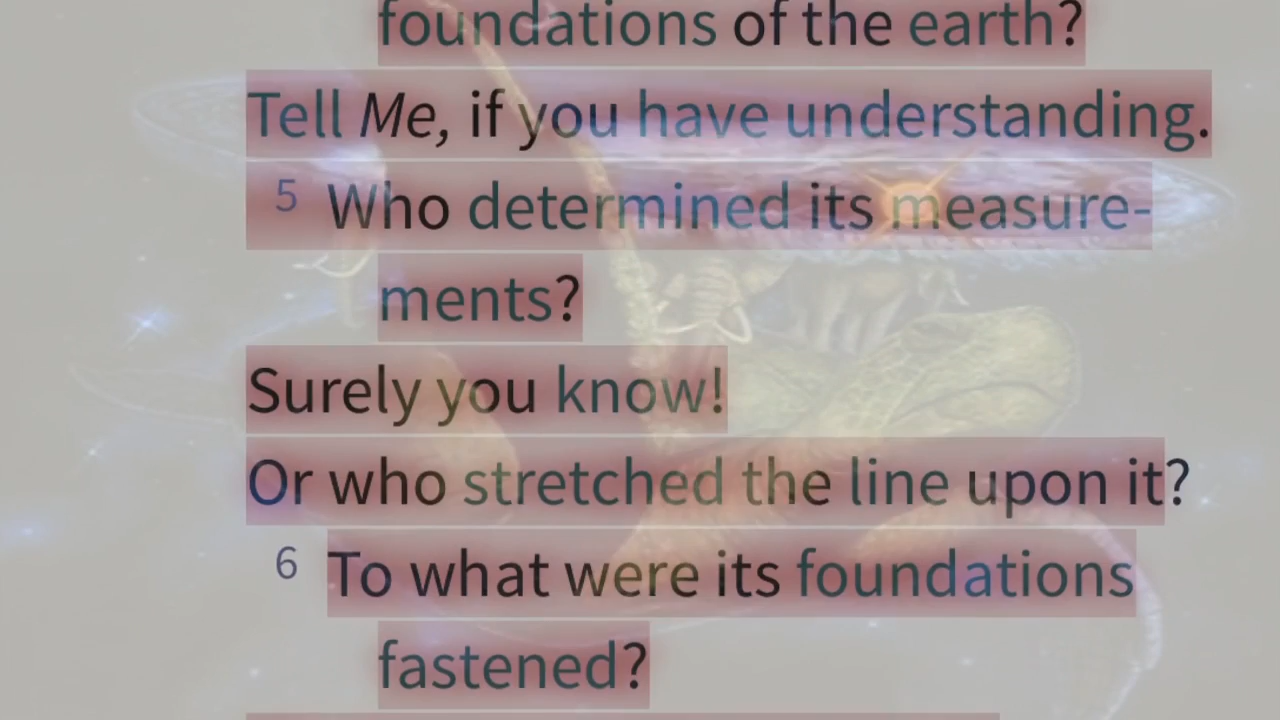 foundations of the earth?
Tell Me, if you have understanding.
5 Who determined its measure-
ments?
Surely you know!
Or who stretched the line upon it?
6 To what were its foundations
fastened?